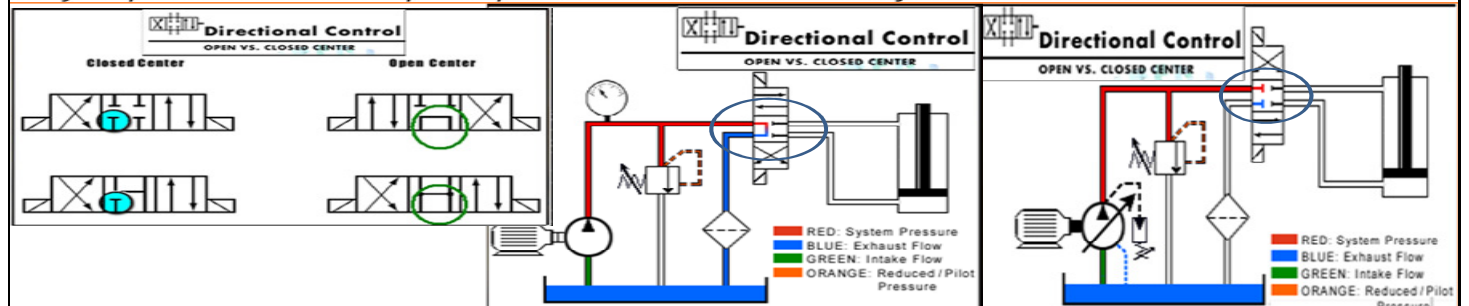 Directional Control
OPEN VS. CLOSED CENTER
Closed Center
Open Center
Directional Control
OPEN VS. CLOSED CENTER
RED: System Pressure
BLUE: Exhaust Flow
GREEN: Intake Flow
ORANGE: Reduced / Pilot
Pressure
Directional Control
OPEN VS. CLOSED CENTER
RED: System Pressure
BLUE: Exhaust Flow
GREEN: Intake Flow
ORANGE: Reduced / Pilot